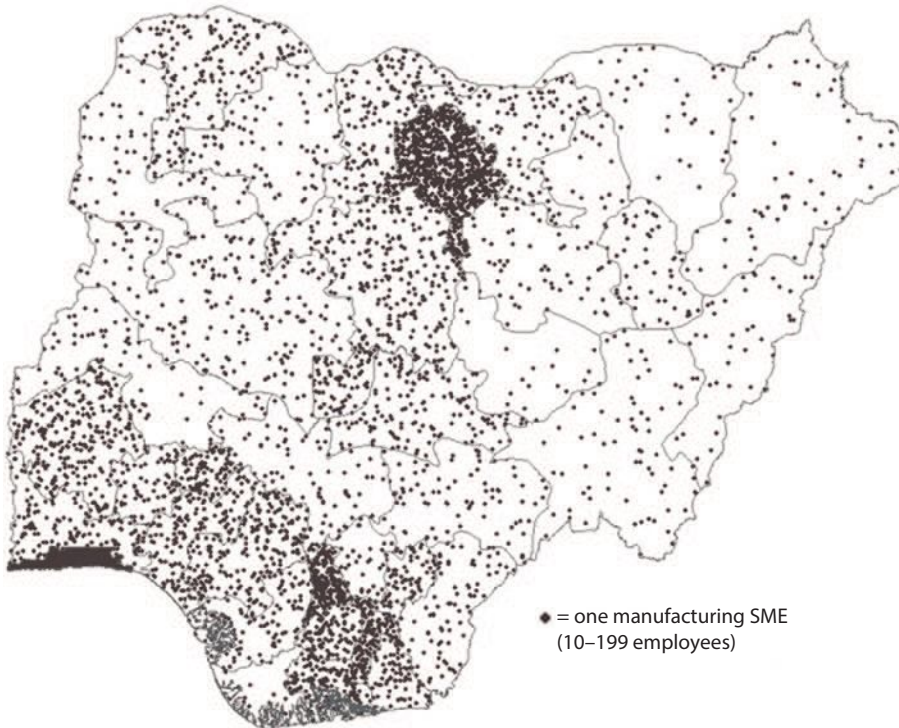 = one manufacturing SME
(10–199 employees)